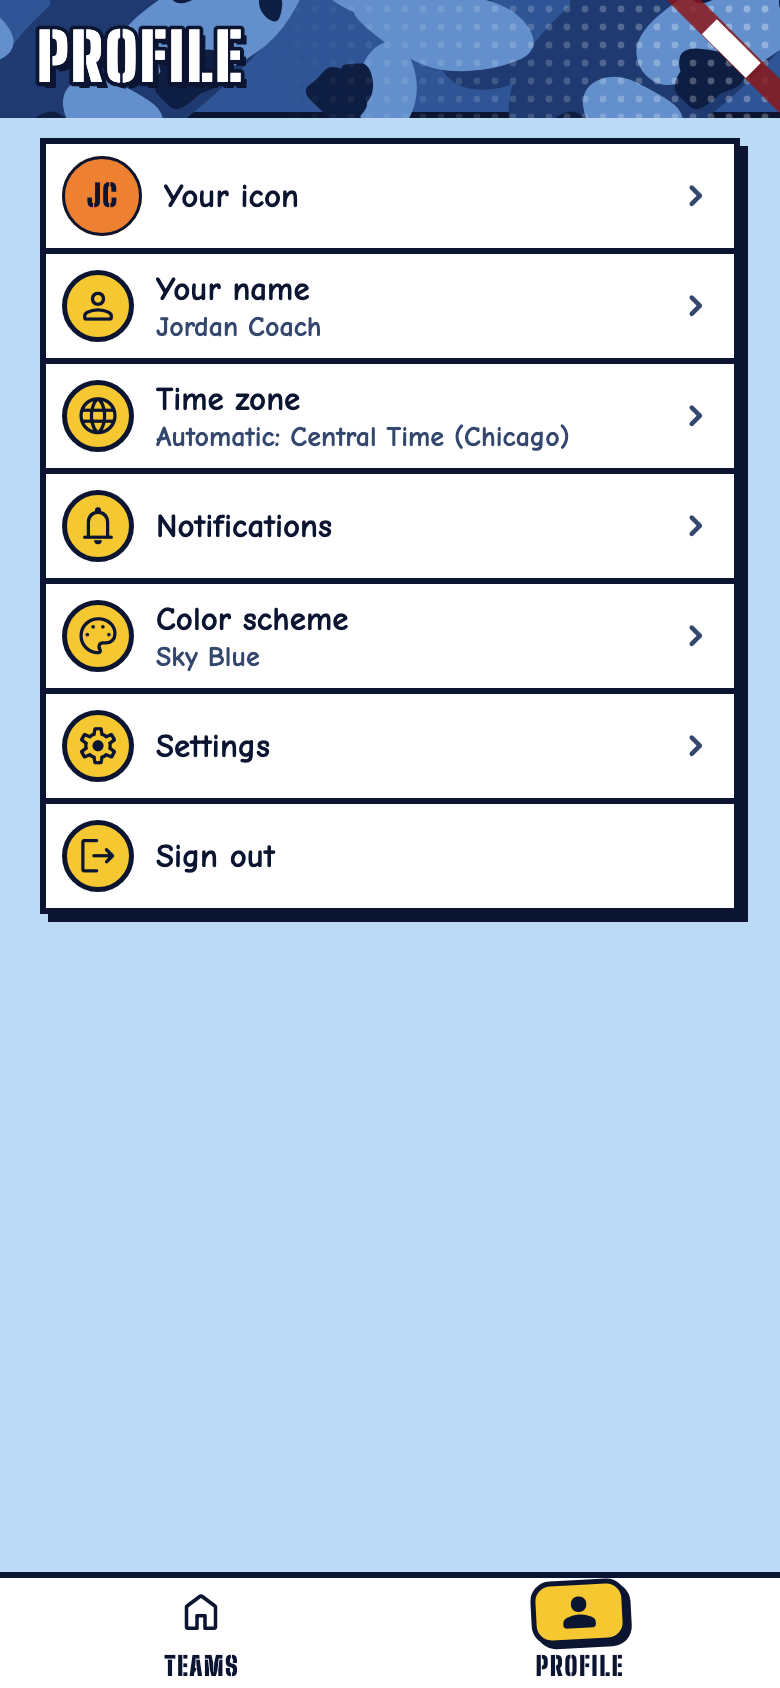 PROFILE
JC
Your icon
Your name
Jordan Coach
Time zone
Automatic: Central Time (Chicago)
Notifications
Color scheme
Sky Blue
Settings
Sign out
TEAMS
PROFILE